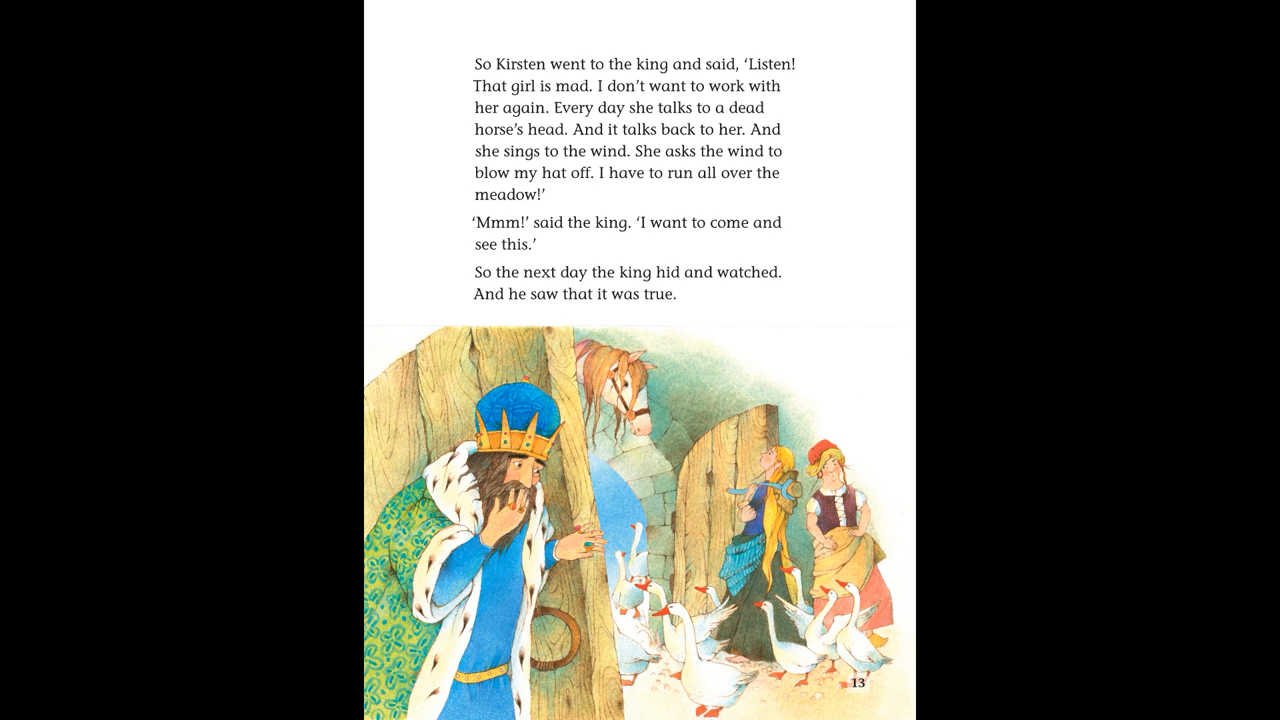 So Kirsten went to the king and said, ‘Listen!
That girl is mad. I don’t want to work with
her again. Every day she talks to a dead
horse’s head. And it talks back to her. And
she sings to the wind. She asks the wind to
blow my hat off. I have to run all over the
meadow!’
‘Mmm!’ said the king. ‘I want to come and
see this.’
So the next day the king hid and watched.
And he saw that it was true.
13